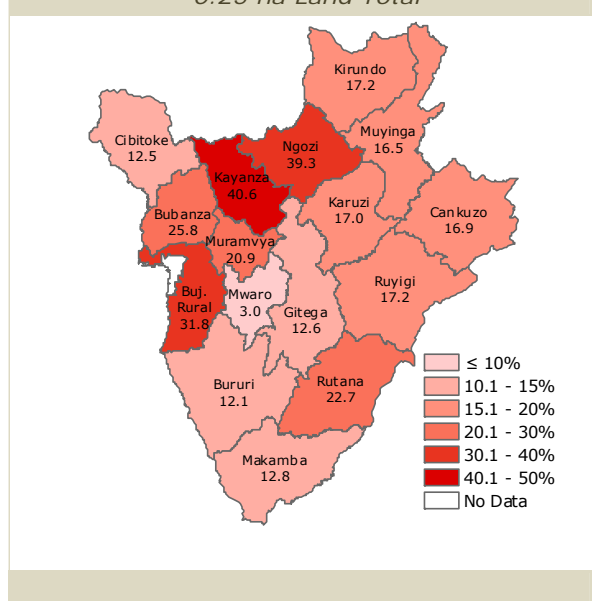 0.25 ha Land Total
Kirundo
17.2
Muyinga
16.5
Cibitoke
12.5
Ngozi
39.3
Kayanza
40.6
Karuzi
17.0
Cankuzo
16.9
Bubanza
25.8
Muramvya
20.9
Ruyigi
17.2
Buj.
Rural
31.8
Mwaro
3.0
Gitega
12.6
Bururi
12.1
Rutana
22.7
Makamba
12.8
≤ 10%
10.1 - 15%
15.1 - 20%
20.1 - 30%
30.1 - 40%
40.1 - 50%
No Data